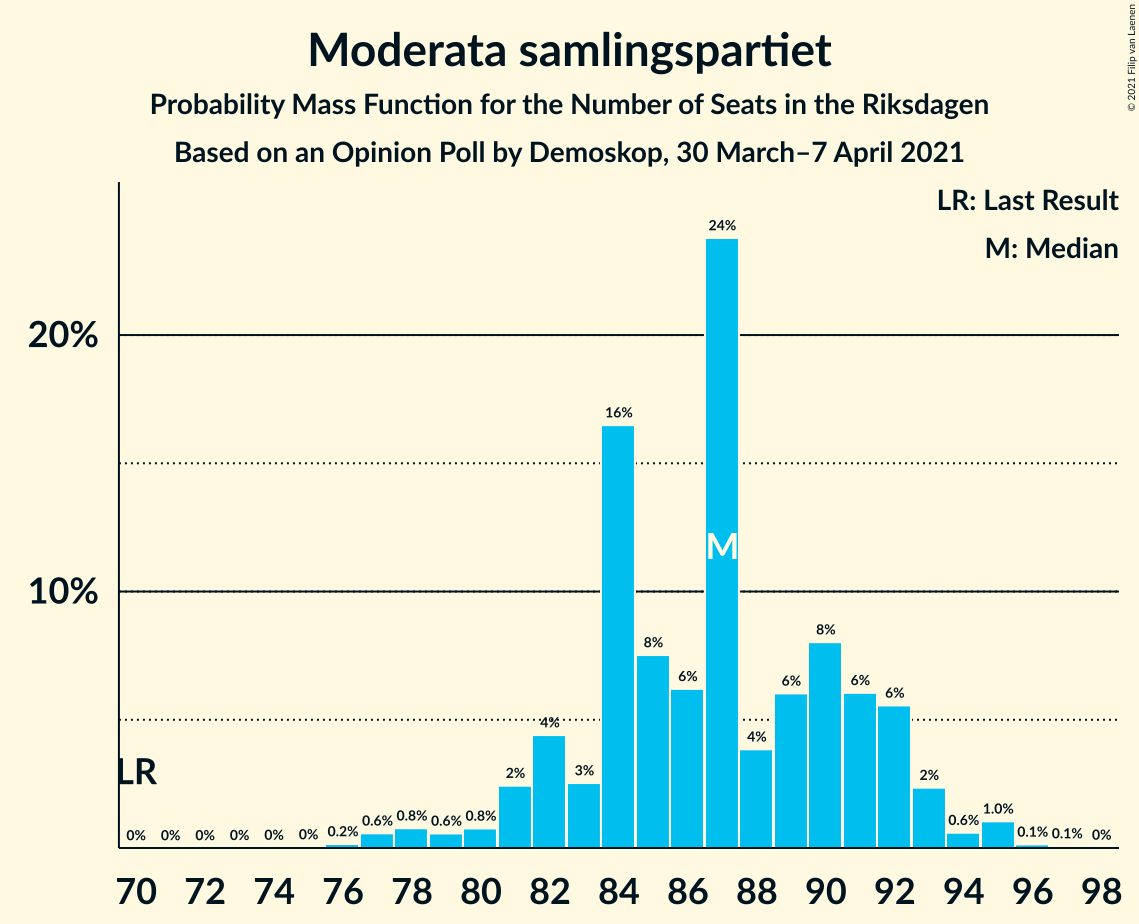 Moderata samlingspartiet
Probability Mass Function for the Number of Seats in the Riksdagen
Based on an Opinion Poll by Demoskop, 30 March–7 April 2021
© 2021 Filip van Laenen
LR: Last Result
M: Median
20%
10%
LR
M
0% 0% 0% 0% 0% 0% 0.2% 0.6% 0.8% 0.6% 0.8% 2% 4% 3% 16% 8% 6% 24% 4% 6% 8% 6% 6% 2% 0.6% 1.0% 0.1% 0.1% 0%
70 72 74 76 78 80 82 84 86 88 90 92 94 96 98